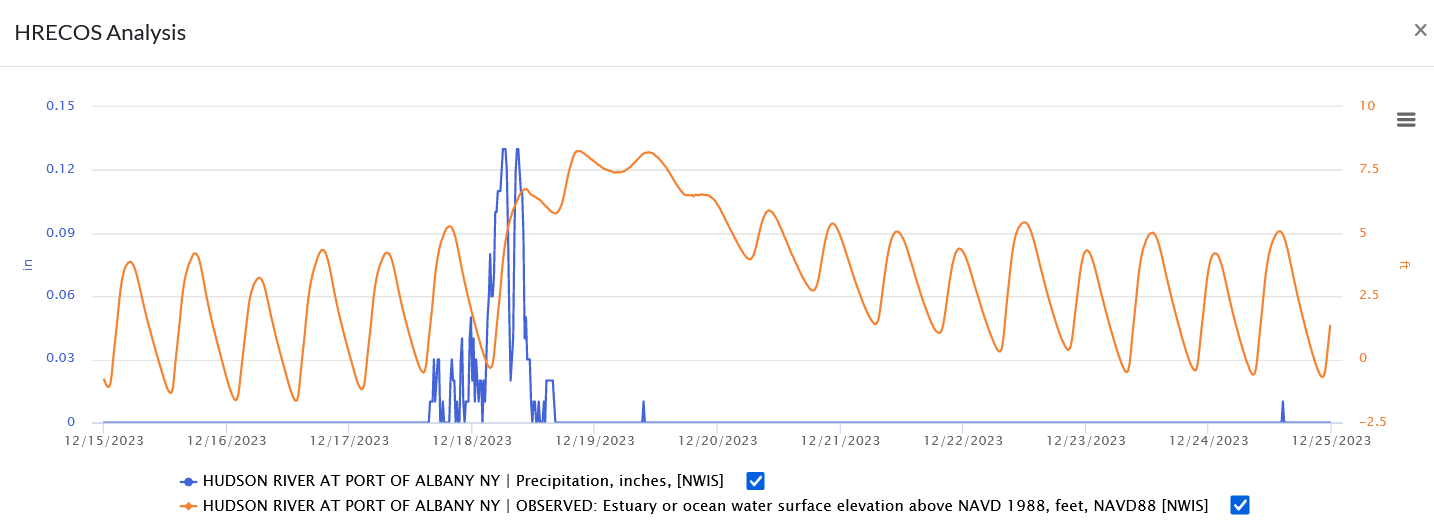 HRECOS Analysis ×
0.15 10
0.12 7.5
0.09 5
in ft
0.06 2.5
0.03 0
0 −2.5
12/15/2023 12/16/2023 12/17/2023 12/18/2023 12/19/2023 12/20/2023 12/21/2023 12/22/2023 12/23/2023 12/24/2023 12/25/2023
HUDSON RIVER AT PORT OF ALBANY NY | Precipitation, inches, [NWIS]
HUDSON RIVER AT PORT OF ALBANY NY | OBSERVED: Estuary or ocean water surface elevation above NAVD 1988, feet, NAVD88 [NWIS]